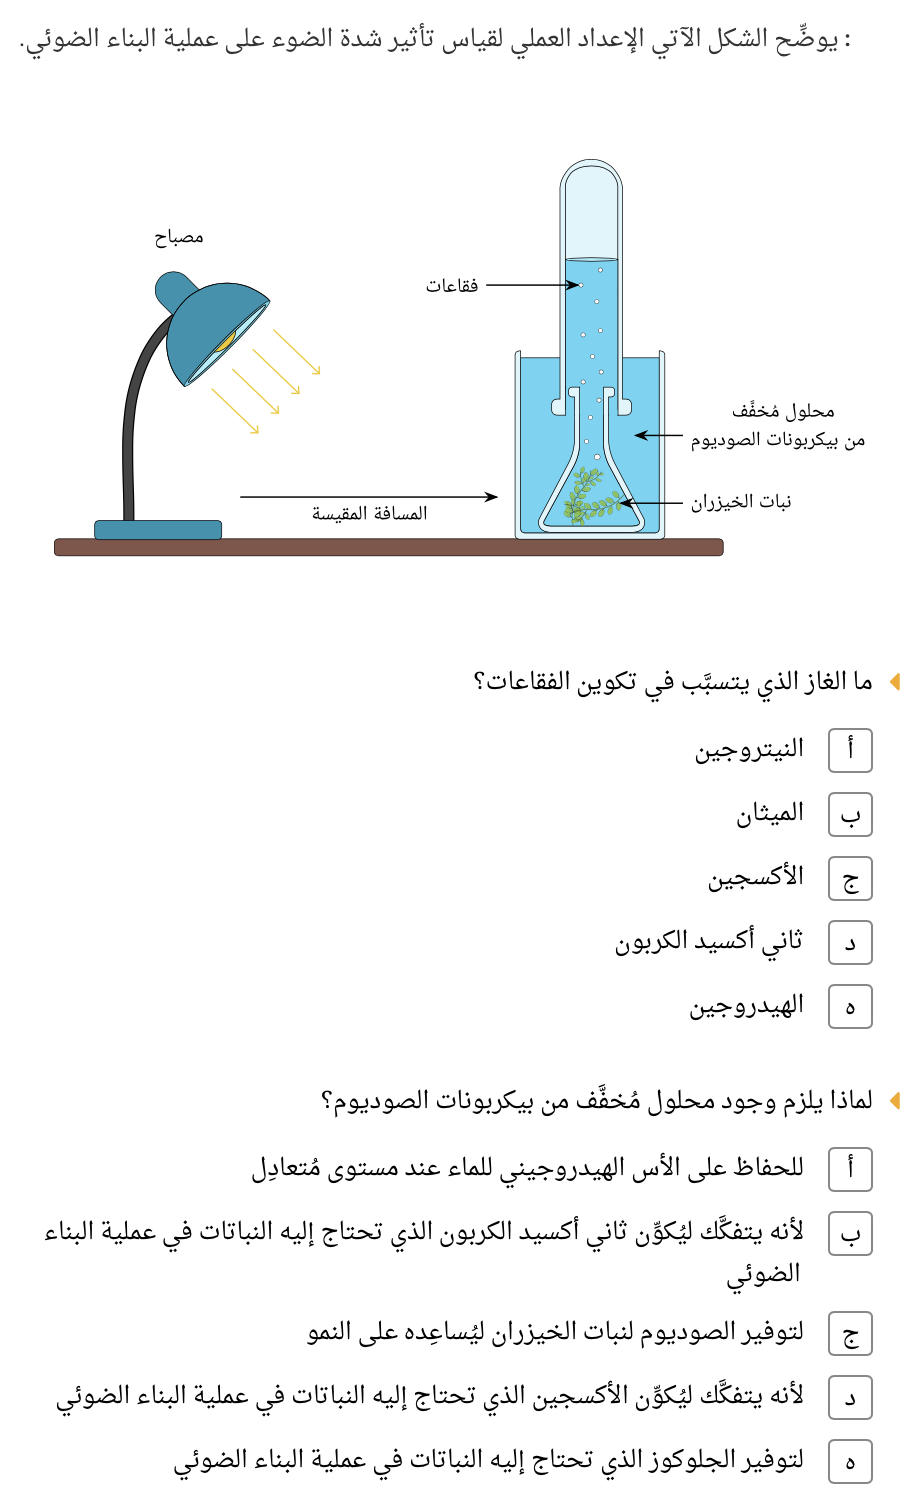 : يوضِّح الشكل الآتي الإعداد العملي لقياس تأثير شدة الضوء على عملية البناء الضوئي.
مصباح
فقاعات
محلول مُخفَّف
من بيكربونات الصوديوم
نبات الخيزران
المسافة المقيسة
ما الغاز الذي يتسبَّب في تكوين الفقاعات؟
أ النيتروجين
ب الميثان
ج الأكسجين
د ثاني أكسيد الكربون
ه الهيدروجين
لماذا يلزم وجود محلول مُخفَّف من بيكربونات الصوديوم؟
أ للحفاظ على الأس الهيدروجيني للماء عند مستوى مُتعادِل
ب لأنه يتفكَّك ليُكوِّن ثاني أكسيد الكربون الذي تحتاج إليه النباتات في عملية البناء
الضوئي
ج لتوفير الصوديوم لنبات الخيزران ليُساعِده على النمو
د لأنه يتفكَّك ليُكوِّن الأكسجين الذي تحتاج إليه النباتات في عملية البناء الضوئي
ه لتوفير الجلوكوز الذي تحتاج إليه النباتات في عملية البناء الضوئي